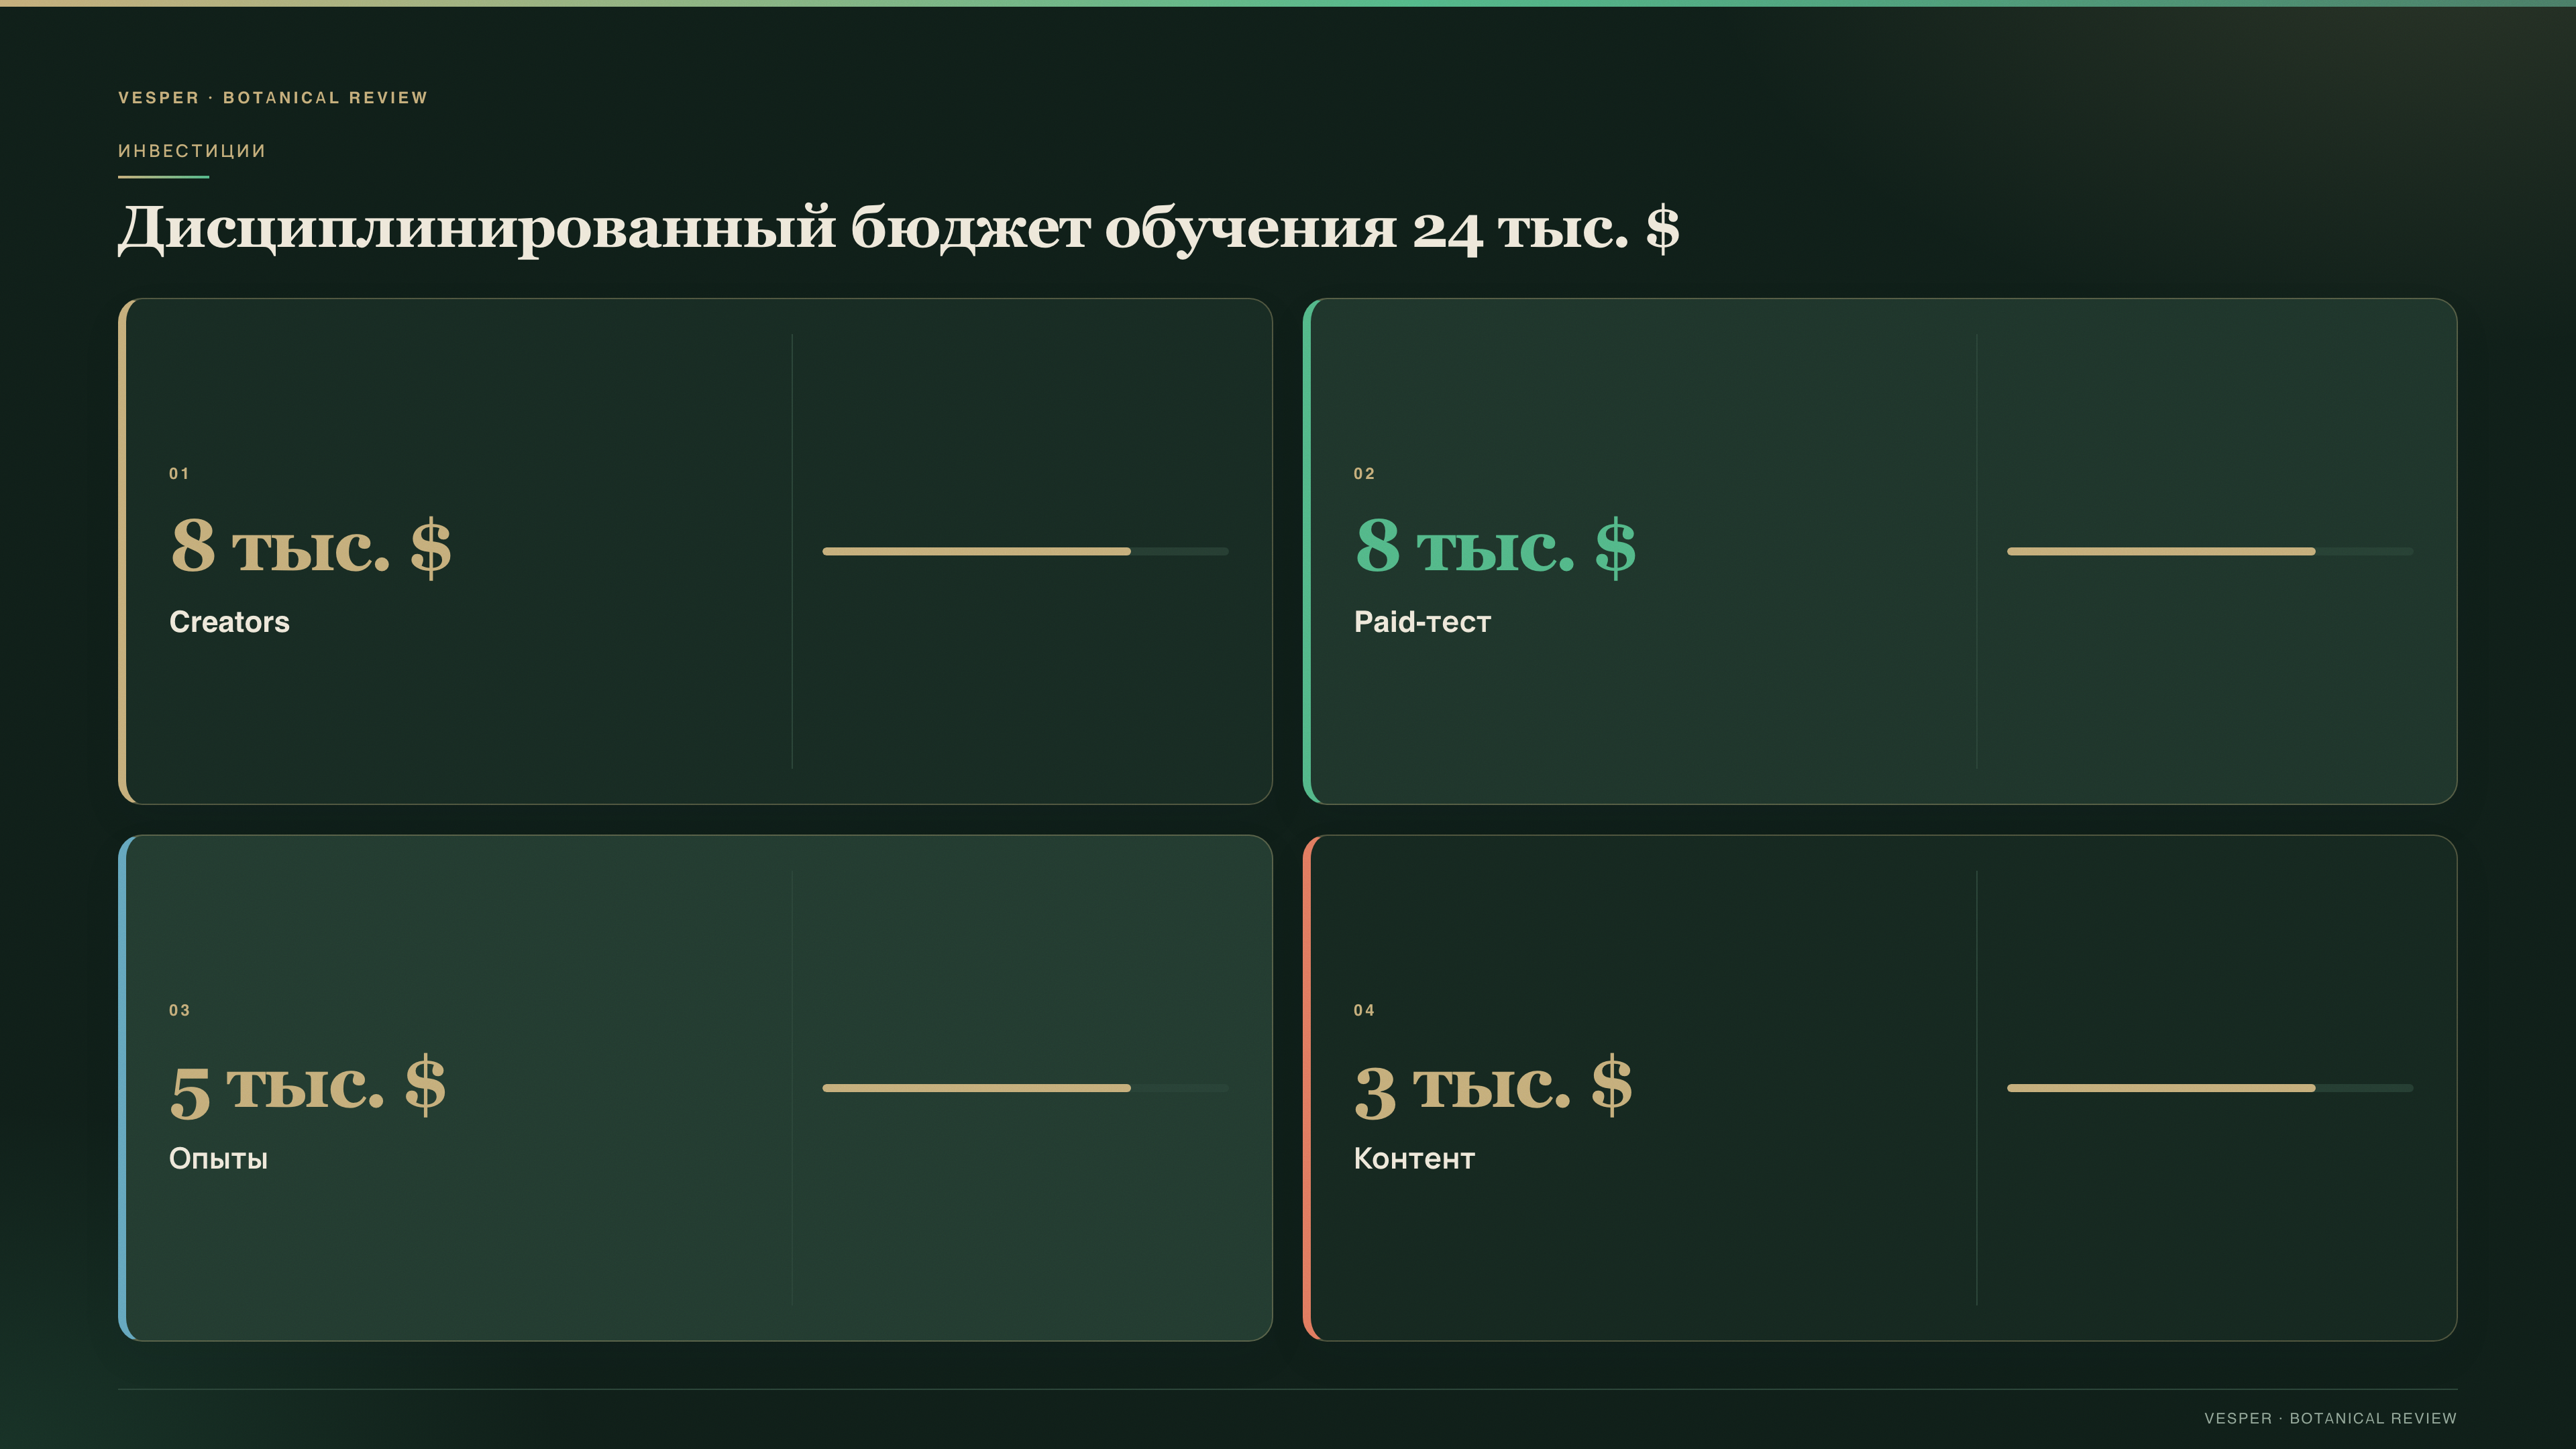 VESPER · BOTANICAL REVIEW
ИНВЕСТИЦИИ
Дисциплинированный бюджет обучения 24 тыс. $
01
8 тыс. $
Creators
02
8 тыс. $
Paid-тест
03
5 тыс. $
Опыты
04
3 тыс. $
Контент
VESPER · BOTANICAL REVIEW